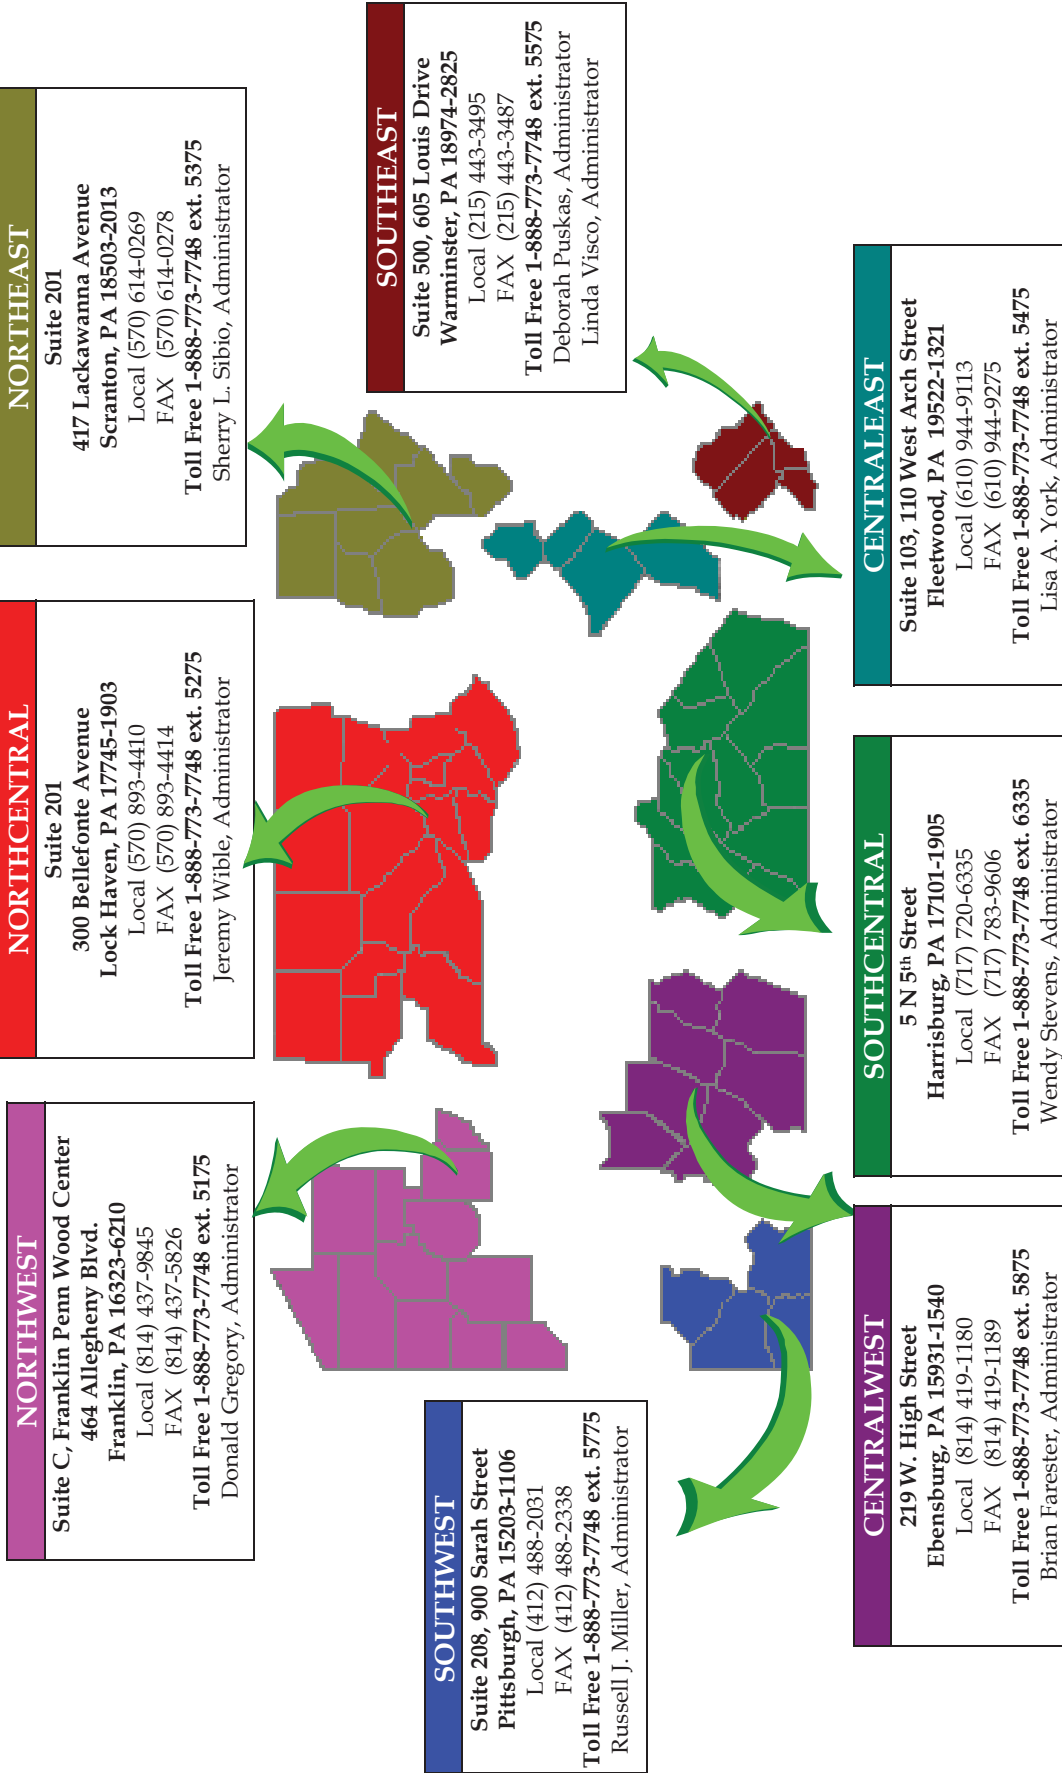 NORTHWEST
Suite C, Franklin Penn Wood Center
464 Allegheny Blvd.
Franklin, PA 16323-6210
Local (814) 437-9845
FAX (814) 437-5826
Toll Free 1-888-773-7748 ext. 5175
Donald Gregory, Administrator
NORTHCENTRAL
Suite 201
300 Bellefonte Avenue
Lock Haven, PA 17745-1903
Local (570) 893-4410
FAX (570) 893-4414
Toll Free 1-888-773-7748 ext. 5275
Jeremy Wible, Administrator
NORTHEAST
Suite 201
417 Lackawanna Avenue
Scranton, PA 18503-2013
Local (570) 614-0269
FAX (570) 614-0278
Toll Free 1-888-773-7748 ext. 5375
Sherry L. Sibio, Administrator
SOUTHWEST
Suite 208, 900 Sarah Street
Pittsburgh, PA 15203-1106
Local (412) 488-2031
FAX (412) 488-2338
Toll Free 1-888-773-7748 ext. 5775
Russell J. Miller, Administrator
SOUTHEAST
Suite 500, 605 Louis Drive
Warminster, PA 18974-2825
Local (215) 443-3495
FAX (215) 443-3487
Toll Free 1-888-773-7748 ext. 5575
Deborah Puskas, Administrator
Linda Visco, Administrator
CENTRALWEST
219 W. High Street
Ebensburg, PA 15931-1540
Local (814) 419-1180
FAX (814) 419-1189
Toll Free 1-888-773-7748 ext. 5875
Brian Farester, Administrator
SOUTHCENTRAL
5 N 5th Street
Harrisburg, PA 17101-1905
Local (717) 720-6335
FAX (717) 783-9606
Toll Free 1-888-773-7748 ext. 6335
Wendy Stevens, Administrator
CENTRALEAST
Suite 103, 110 West Arch Street
Fleetwood, PA 19522-1321
Local (610) 944-9113
FAX (610) 944-9275
Toll Free 1-888-773-7748 ext. 5475
Lisa A. York, Administrator